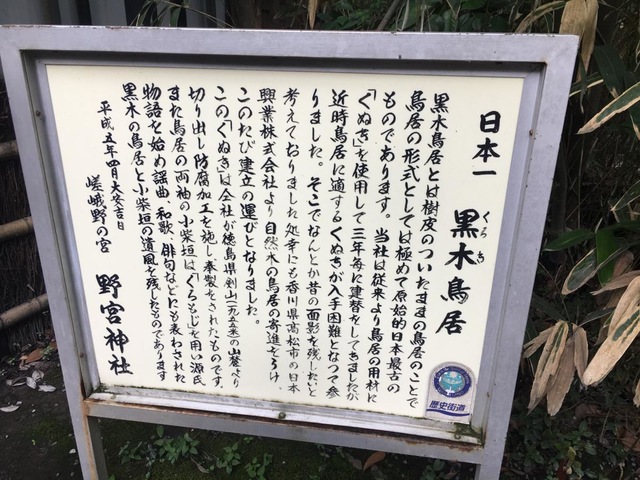 日本一 黒木鳥居
くろき
黒木鳥居とは樹皮のついたままの鳥居のことで
鳥居の形式としては極めて原始的日本最古の
ものであります。当社は従来より鳥居の用材に
「くぬぎ」を使用して三年毎に建替をしてきましたが
近時鳥居に適するくぬぎが入手困難となつて参
りました。そこでなんとか昔の面影を残したいと
考えておりました処幸にも香川県高松市の日本
興業株式会社より自然木の鳥居の寄進をうけ
このたび建立の運びとなりました。
この「くぬぎ」は仝社が徳島県剣山(一九五五米)の山麓より
切り出し防腐加工を施し奉製をされたものです。
また鳥居の両袖の小柴垣はくろもじを用い源氏
物語を始め謡曲 和歌 俳句などにも表わされた
黒木の鳥居と小柴垣の遺風を残したものであります
平成五年四月大安吉日
嵯峨野の宮 野宮神社
歴史街道